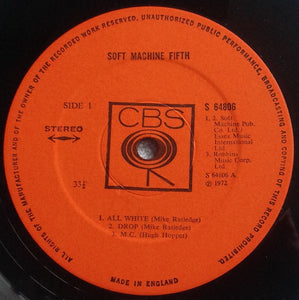 ALL RIGHTS OF THE MANUFACTURER AND OF THE OWNER OF THE RECORDED WORK RESERVED. UNAUTHORIZED PUBLIC PERFORMANCE, BROADCASTING AND COPYING OF THIS RECORD PROHIBITED.
SOFT MACHINE FIFTH
SIDE 1
STEREO
33⅓
CBS
S 64806
1.2. Soft
Machine Pub.
Co. Ltd./
International
Ltd.
3. Robbins
Music Corp.
Ltd.
S 64806 A
℗ 1972
1. ALL WHITE (Mike Ratledge)
2. DROP (Mike Ratledge)
3. M.C. (Hugh Hopper)
MADE IN ENGLAND